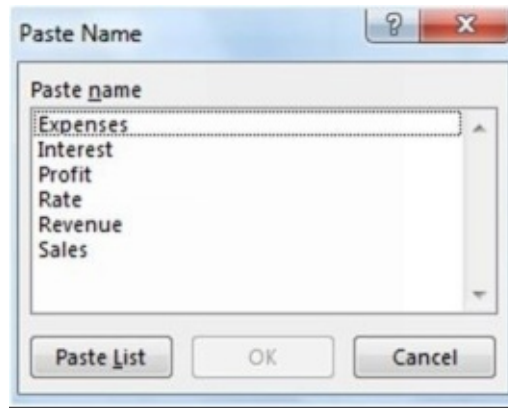 Paste Name
Paste name
Expenses
Interest
Profit
Rate
Revenue
Sales
Paste List
OK
Cancel